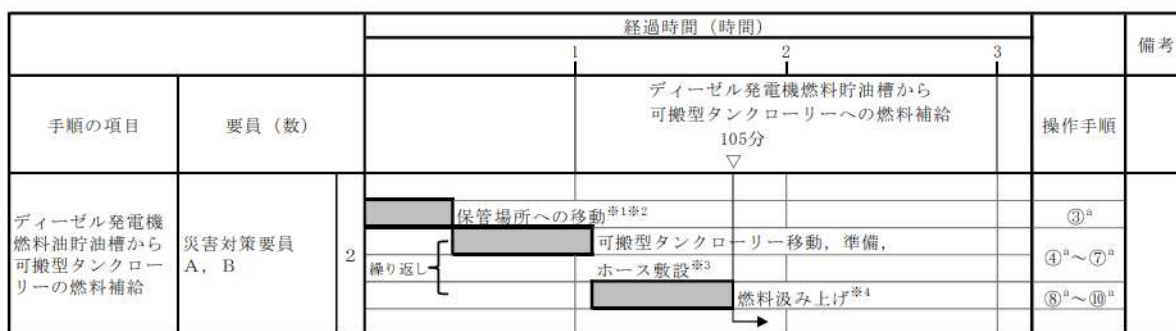 経過時間（時間）
備考
1
2
3
手順の項目
要員（数）
ディーゼル発電機燃料貯油槽から
可搬型タンクローリーへの燃料補給
105分
▽
操作手順
ディーゼル発電機
燃料油貯油槽から
可搬型タンクロー
リーの燃料補給
災害対策要員
A，B
2
保管場所への移動※1※2
③a
繰り返し
可搬型タンクローリー移動，準備，
ホース敷設※3
④a～⑦a
燃料汲み上げ※4
⑧a～⑩a